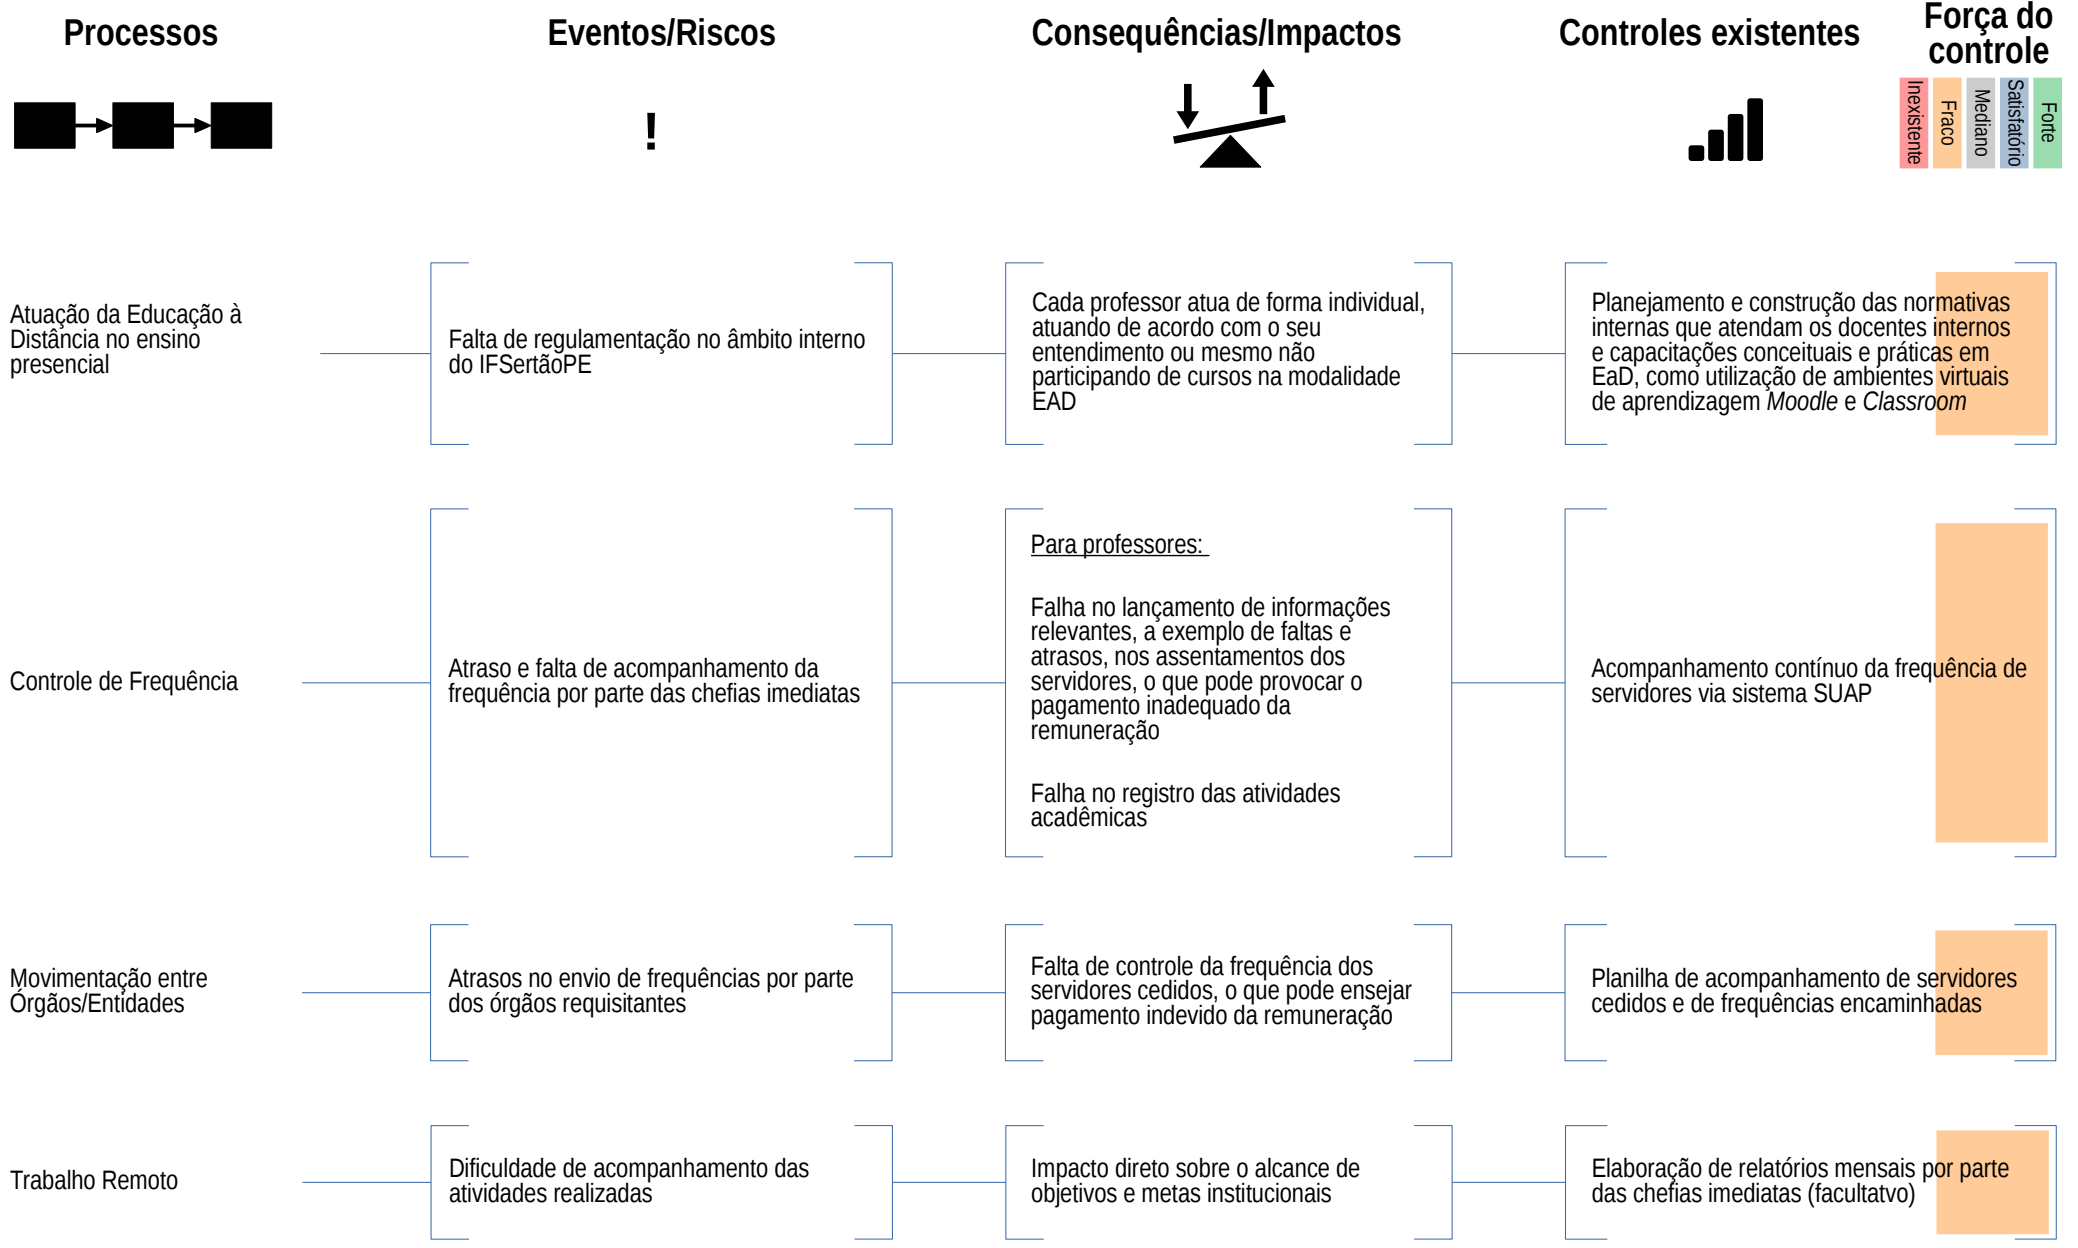 Processos
Eventos/Riscos
Consequências/Impactos
Controles existentes
Força do
controle
!
Inexistente
Fraco
Mediano
Satisfatório
Forte
Atuação da Educação à
Distância no ensino
presencial
Falta de regulamentação no âmbito interno
do IFSertãoPE
Cada professor atua de forma individual,
atuando de acordo com o seu
entendimento ou mesmo não
participando de cursos na modalidade
EAD
Planejamento e construção das normativas
internas que atendam os docentes internos
e capacitações conceituais e práticas em
EaD, como utilização de ambientes virtuais
de aprendizagem Moodle e Classroom
Controle de Frequência
Atraso e falta de acompanhamento da
frequência por parte das chefias imediatas
Para professores:
Falha no lançamento de informações
relevantes, a exemplo de faltas e
atrasos, nos assentamentos dos
servidores, o que pode provocar o
pagamento inadequado da
remuneração
Falha no registro das atividades
acadêmicas
Acompanhamento contínuo da frequência de
servidores via sistema SUAP
Movimentação entre
Órgãos/Entidades
Atrasos no envio de frequências por parte
dos órgãos requisitantes
Falta de controle da frequência dos
servidores cedidos, o que pode ensejar
pagamento indevido da remuneração
Planilha de acompanhamento de servidores
cedidos e de frequências encaminhadas
Trabalho Remoto
Dificuldade de acompanhamento das
atividades realizadas
Impacto direto sobre o alcance de
objetivos e metas institucionais
Elaboração de relatórios mensais por parte
das chefias imediatas (facultatvo)